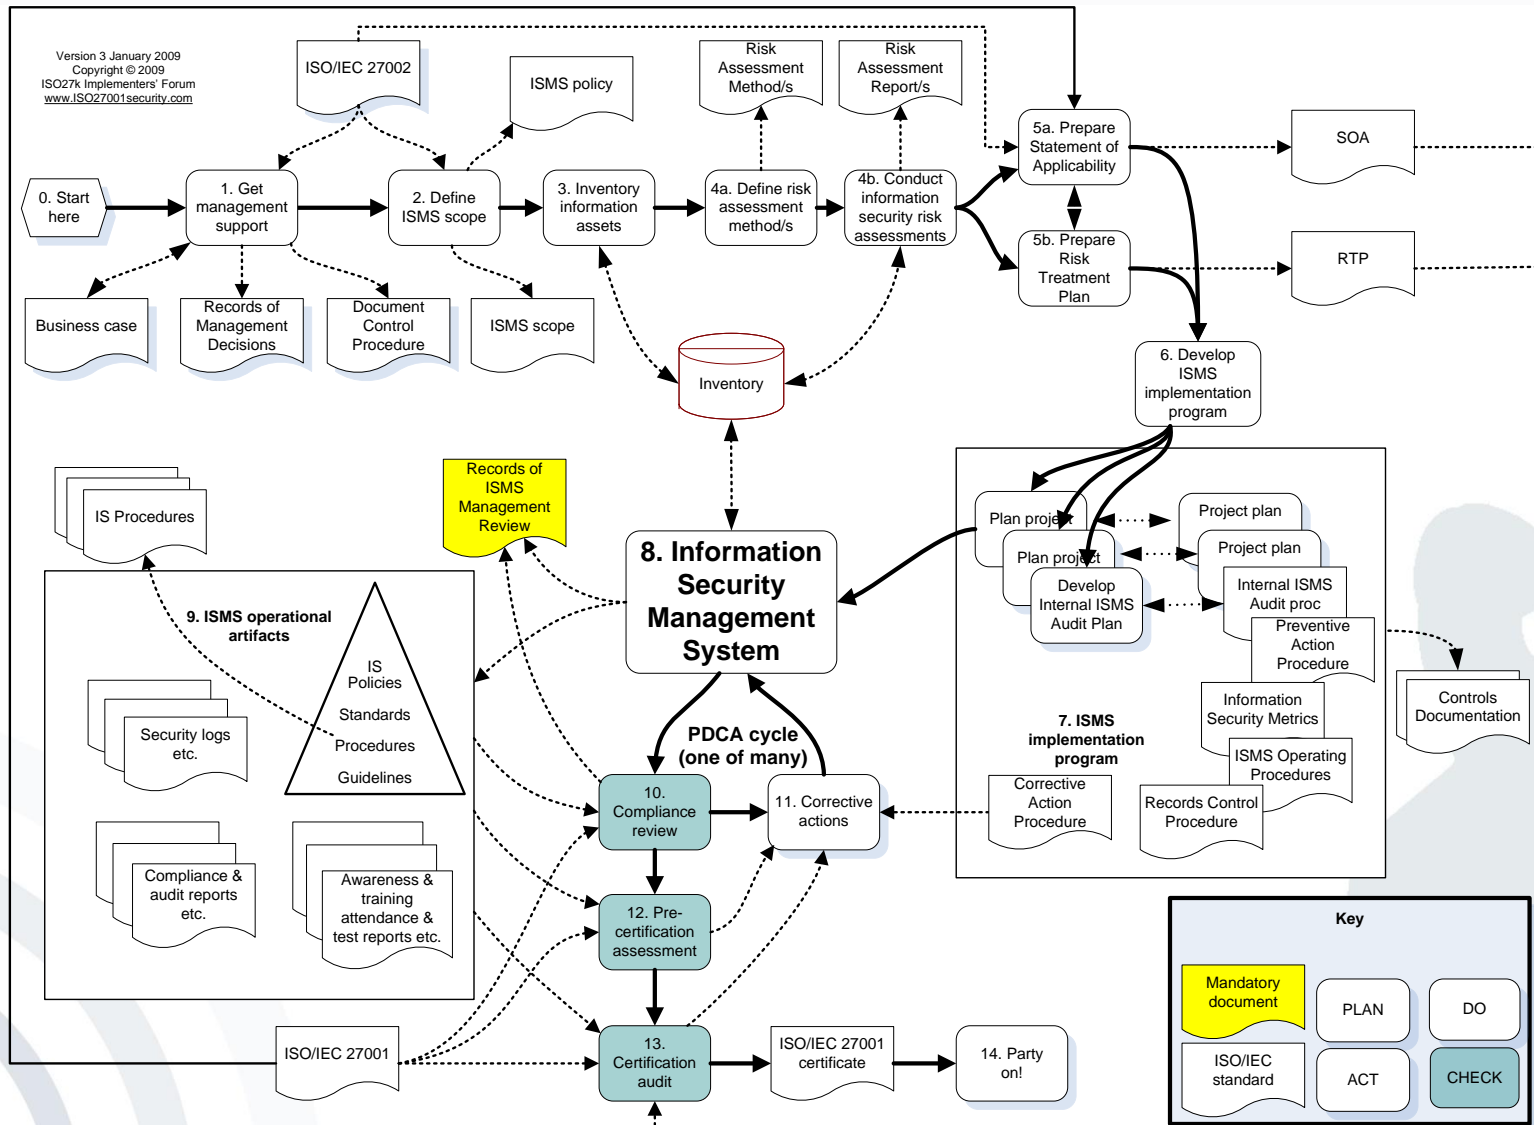 Version 3 January 2009
Copyright © 2009
ISO27k Implementers' Forum
www.ISO27001security.com
ISO/IEC 27002
ISMS policy
Risk
Assessment
Method/s
Risk
Assessment
Report/s
0. Start
here
1. Get
management
support
2. Define
ISMS scope
3. Inventory
information
assets
4a. Define risk
assessment
method/s
4b. Conduct
information
security risk
assessments
5a. Prepare
Statement of
Applicability
SOA
5b. Prepare
Risk
Treatment
Plan
RTP
Business case
Records of
Management
Decisions
Document
Control
Procedure
ISMS scope
Inventory
6. Develop
ISMS
implementation
program
IS Procedures
Records of
ISMS
Management
Review
8. Information
Security
Management
System
Plan project
Plan project
Develop
Internal ISMS
Audit Plan
Project plan
Project plan
Internal ISMS
Audit proc
Preventive
Action
Procedure
Information
Security Metrics
ISMS Operating
Procedures
Records Control
Procedure
Corrective
Action
Procedure
7. ISMS
implementation
program
Controls
Documentation
9. ISMS operational
artifacts
IS
Policies
Standards
Procedures
Guidelines
Security logs
etc.
Compliance &
audit reports
etc.
Awareness &
training
attendance &
test reports etc.
PDCA cycle
(one of many)
10.
Compliance
review
11. Corrective
actions
12. Pre-
certification
assessment
13.
Certification
audit
ISO/IEC 27001
ISO/IEC 27001
certificate
14. Party
on!
Key
Mandatory
document
PLAN
DO
ISO/IEC
standard
ACT
CHECK